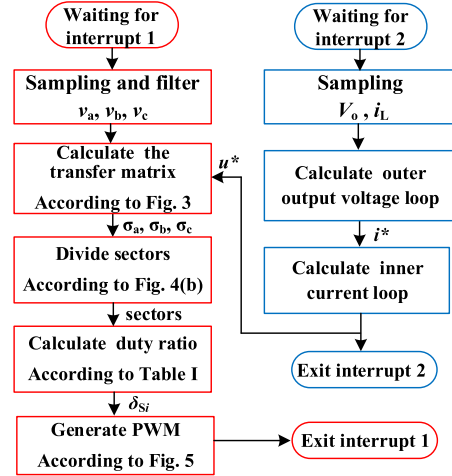 Waiting for
interrupt 1
Sampling and filter
va, vb, vc
Calculate the
transfer matrix
According to Fig. 3
σa, σb, σc
Divide sectors
According to Fig. 4(b)
sectors
Calculate duty ratio
According to Table I
δSi
Generate PWM
According to Fig. 5
Exit interrupt 1
Waiting for
interrupt 2
Sampling
Vo , iL
Calculate outer
output voltage loop
i*
Calculate inner
current loop
u*
Exit interrupt 2